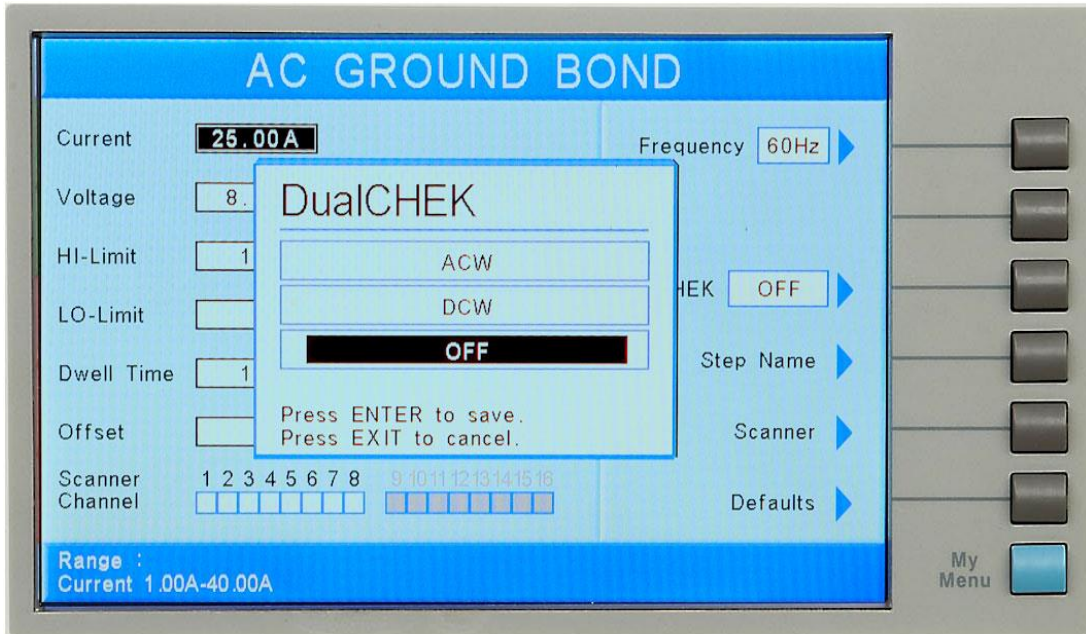 AC GROUND BOND
Current 25.00A
Frequency 60Hz
Voltage 8.
HI-Limit 1
LO-Limit
Dwell Time 1
Offset
DualCHEK
ACW
DCW
OFF
Press ENTER to save.
Press EXIT to cancel.
HEK OFF
Step Name
Scanner
Defaults
Scanner
Channel
1 2 3 4 5 6 7 8 9 10 11 12 13 14 15 16
Range :
Current 1.00A-40.00A
My
Menu